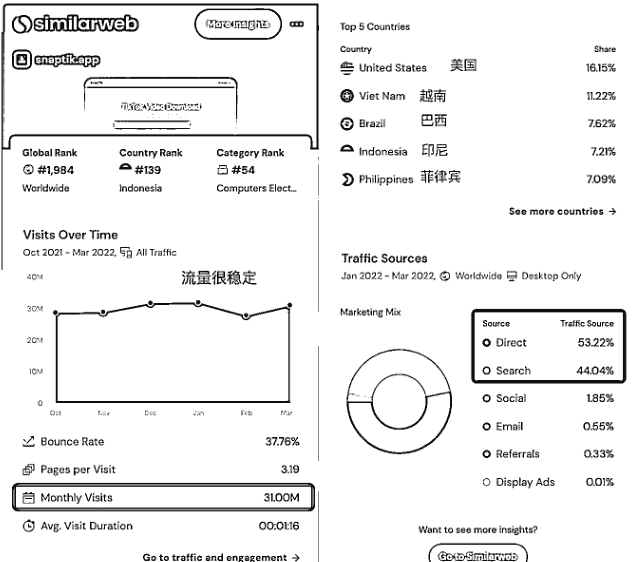 similarweb
More Insights
snaptik.app
TikTok Video Download
Global Rank
#1,984
Worldwide
Country Rank
#139
Indonesia
Category Rank
#54
Computers Elect...
Visits Over Time
Oct 2021 - Mar 2022, All Traffic
流量很稳定
40M
30M
20M
10M
0
Oct Nov Dec Jan Feb Mar
Bounce Rate 37.76%
Pages per Visit 3.19
Monthly Visits 31.00M
Avg. Visit Duration 00:01:16
Go to traffic and engagement →
Top 5 Countries
Country Share
United States 美国 16.15%
Viet Nam 越南 11.22%
Brazil 巴西 7.62%
Indonesia 印尼 7.21%
Philippines 菲律宾 7.09%
See more countries →
Traffic Sources
Jan 2022 - Mar 2022, Worldwide Desktop Only
Marketing Mix
Source Traffic Source
Direct 53.22%
Search 44.04%
Social 1.85%
Email 0.55%
Referrals 0.33%
Display Ads 0.01%
Want to see more insights?
Go to Similarweb